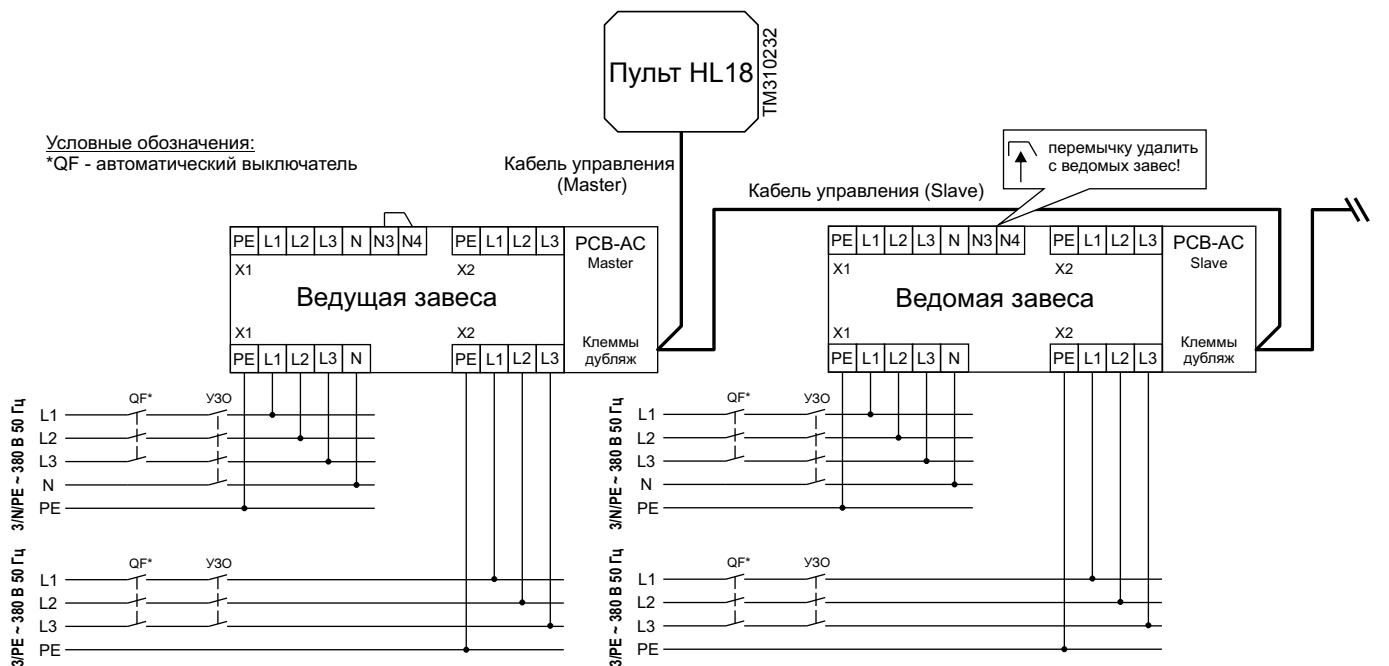 Пульт HL18
TM310232
Условные обозначения:
*QF - автоматический выключатель
Кабель управления
(Master)
Кабель управления (Slave)
перемычку удалить
с ведомых завес!
PE L1 L2 L3 N N3 N4
PE L1 L2 L3
X1
X2
PCB-AC
Master
Ведущая завеса
X1
X2
Клеммы
дубляж
PE L1 L2 L3 N
PE L1 L2 L3
PE L1 L2 L3 N N3 N4
PE L1 L2 L3
X1
X2
PCB-AC
Slave
Ведомая завеса
X1
X2
Клеммы
дубляж
PE L1 L2 L3 N
PE L1 L2 L3
3/N/PE ~ 380 В 50 Гц
QF*
УЗО
L1
L2
L3
N
PE
3/N/PE ~ 380 В 50 Гц
QF*
УЗО
L1
L2
L3
N
PE
3/PE ~ 380 В 50 Гц
QF*
УЗО
L1
L2
L3
PE
3/PE ~ 380 В 50 Гц
QF*
УЗО
L1
L2
L3
PE